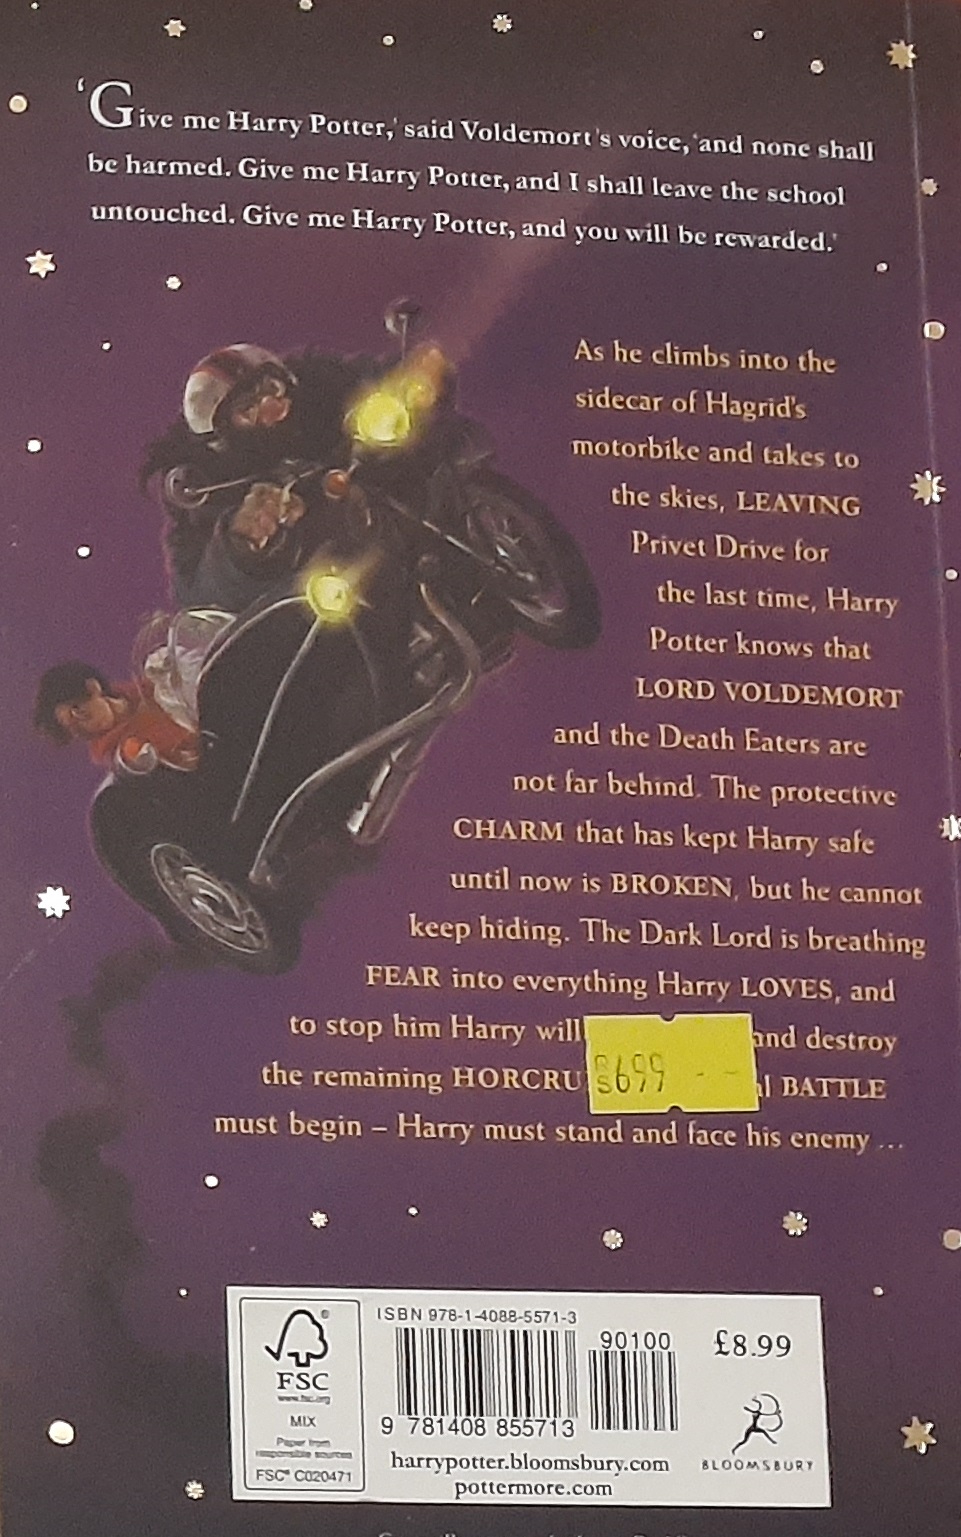 ‘Give me Harry Potter,’ said Voldemort's voice, ‘and none shall
be harmed. Give me Harry Potter, and I shall leave the school
untouched. Give me Harry Potter, and you will be rewarded.’
As he climbs into the
sidecar of Hagrid's
motorbike and takes to
the skies, LEAVING
Privet Drive for
the last time, Harry
Potter knows that
LORD VOLDEMORT
and the Death Eaters are
not far behind. The protective
CHARM that has kept Harry safe
until now is BROKEN, but he cannot
keep hiding. The Dark Lord is breathing
FEAR into everything Harry LOVES, and
to stop him Harry will and destroy
the remaining HORCRU BATTLE
RS 699 --
must begin – Harry must stand and face his enemy ...
ISBN 978-1-4088-5571-3
90100
£8.99
9 781408 855713
FSC
www.fsc.org
MIX
Paper from
responsible sources
FSC® C020471
harrypotter.bloomsbury.com
pottermore.com
BLOOMSBURY